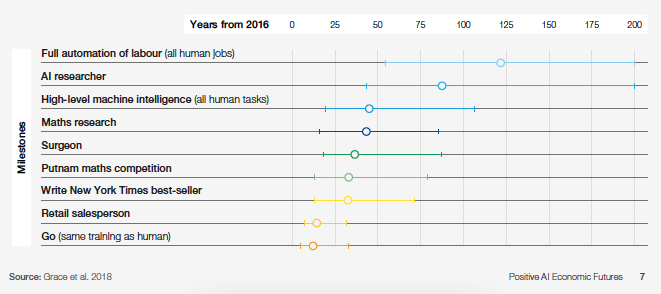 Years from 2016 0 25 50 75 100 125 150 175 200
Full automation of labour (all human jobs)
AI researcher
High-level machine intelligence (all human tasks)
Maths research
Surgeon
Putnam maths competition
Write New York Times best-seller
Retail salesperson
Go (same training as human)
Milestones
Source: Grace et al. 2018 Positive AI Economic Futures 7